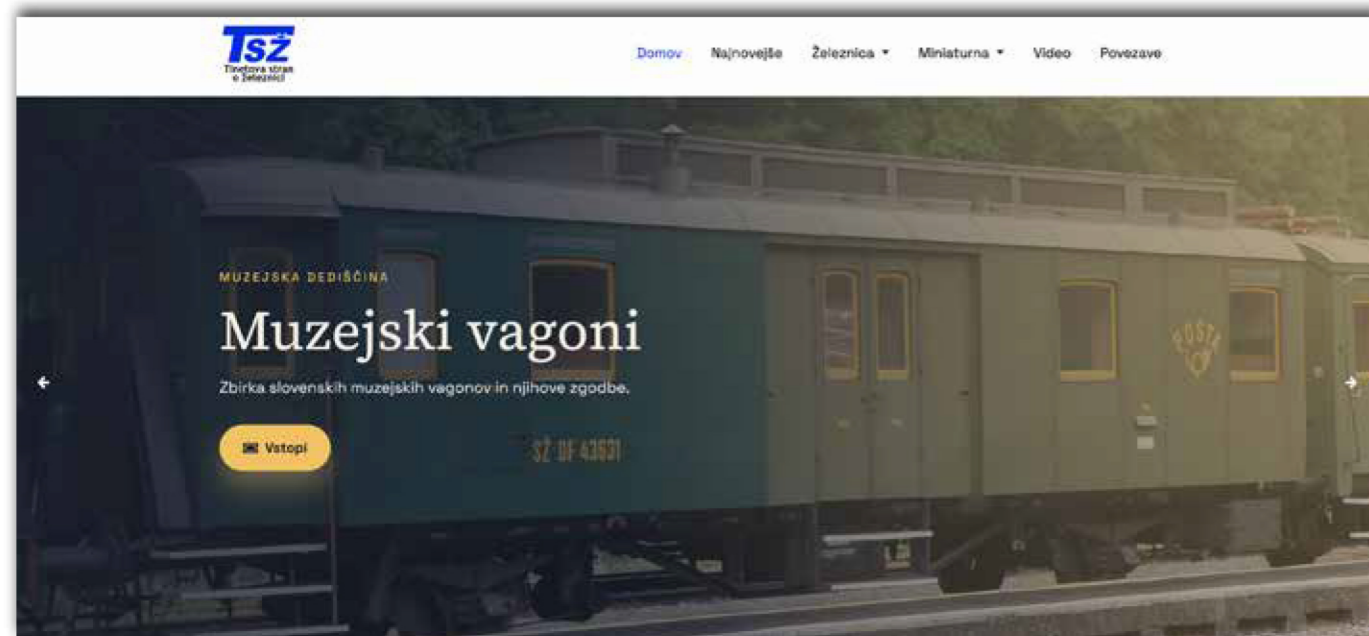 TSŽ
Tinetova stran
o železnici
Domov Najnovejše Železnica Miniaturna Video Povezave
MUZEJSKA DEDIŠČINA
Muzejski vagoni
Zbirka slovenskih muzejskih vagonov in njihove zgodbe.
Vstopi
POŠTA
SŽ DF 43631